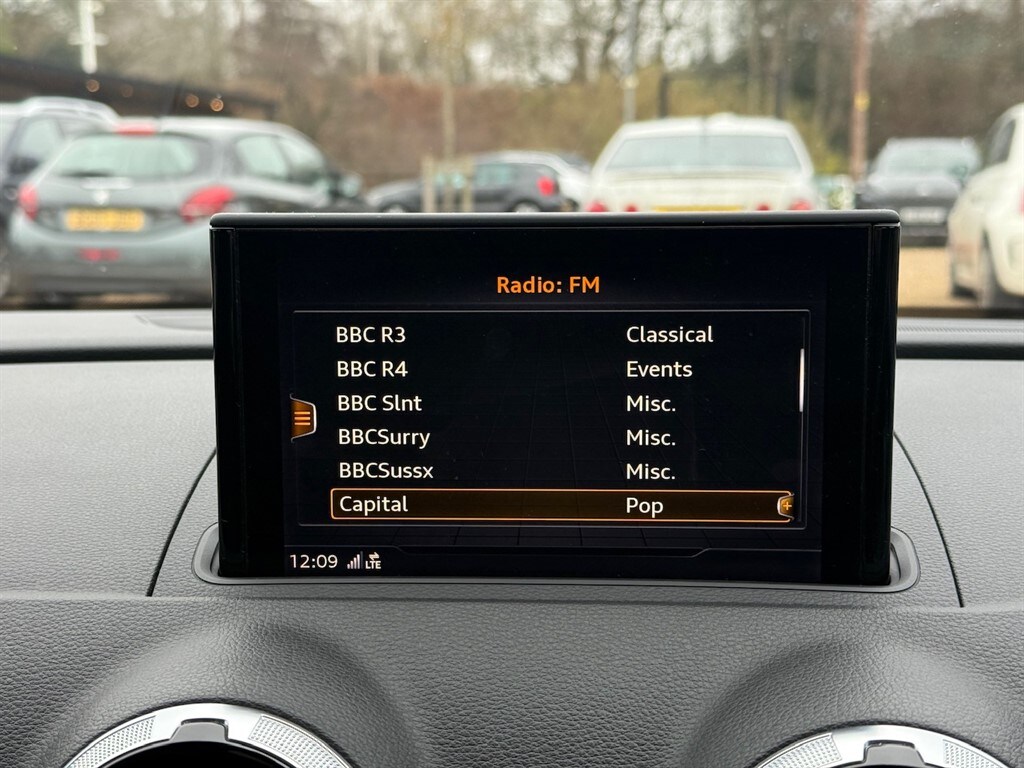 Radio: FM
BBC R3 Classical
BBC R4 Events
BBC Slnt Misc.
BBCSurry Misc.
BBCSussx Misc.
Capital Pop
12:09 LTE